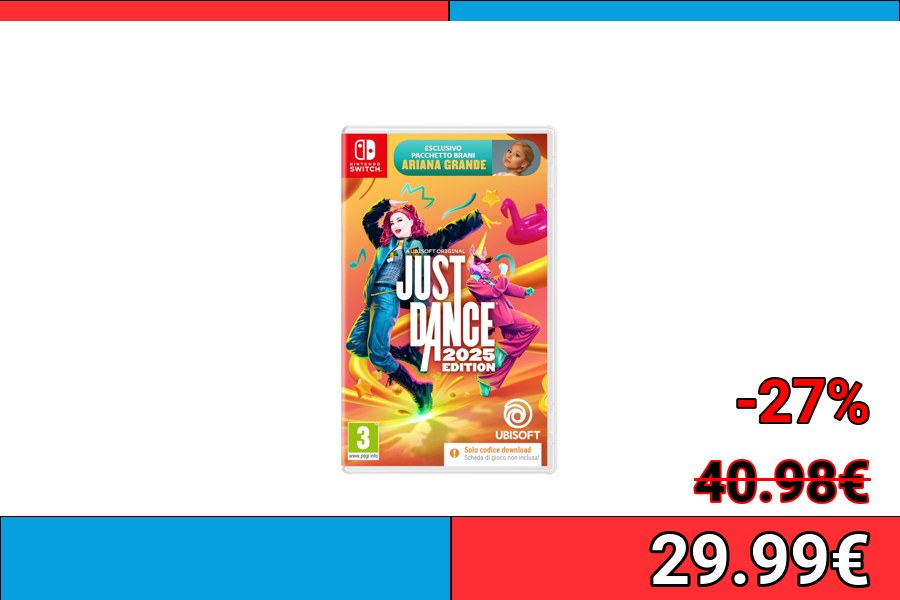 NINTENDO
SWITCH.
ESCLUSIVO
PACCHETTO BRANI
ARIANA GRANDE
A UBISOFT ORIGINAL
JUST
DANCE
2025
EDITION
3
www.pegi.info
UBISOFT
! Solo codice download
Scheda di gioco non inclusa!
-27%
40.98€
29.99€